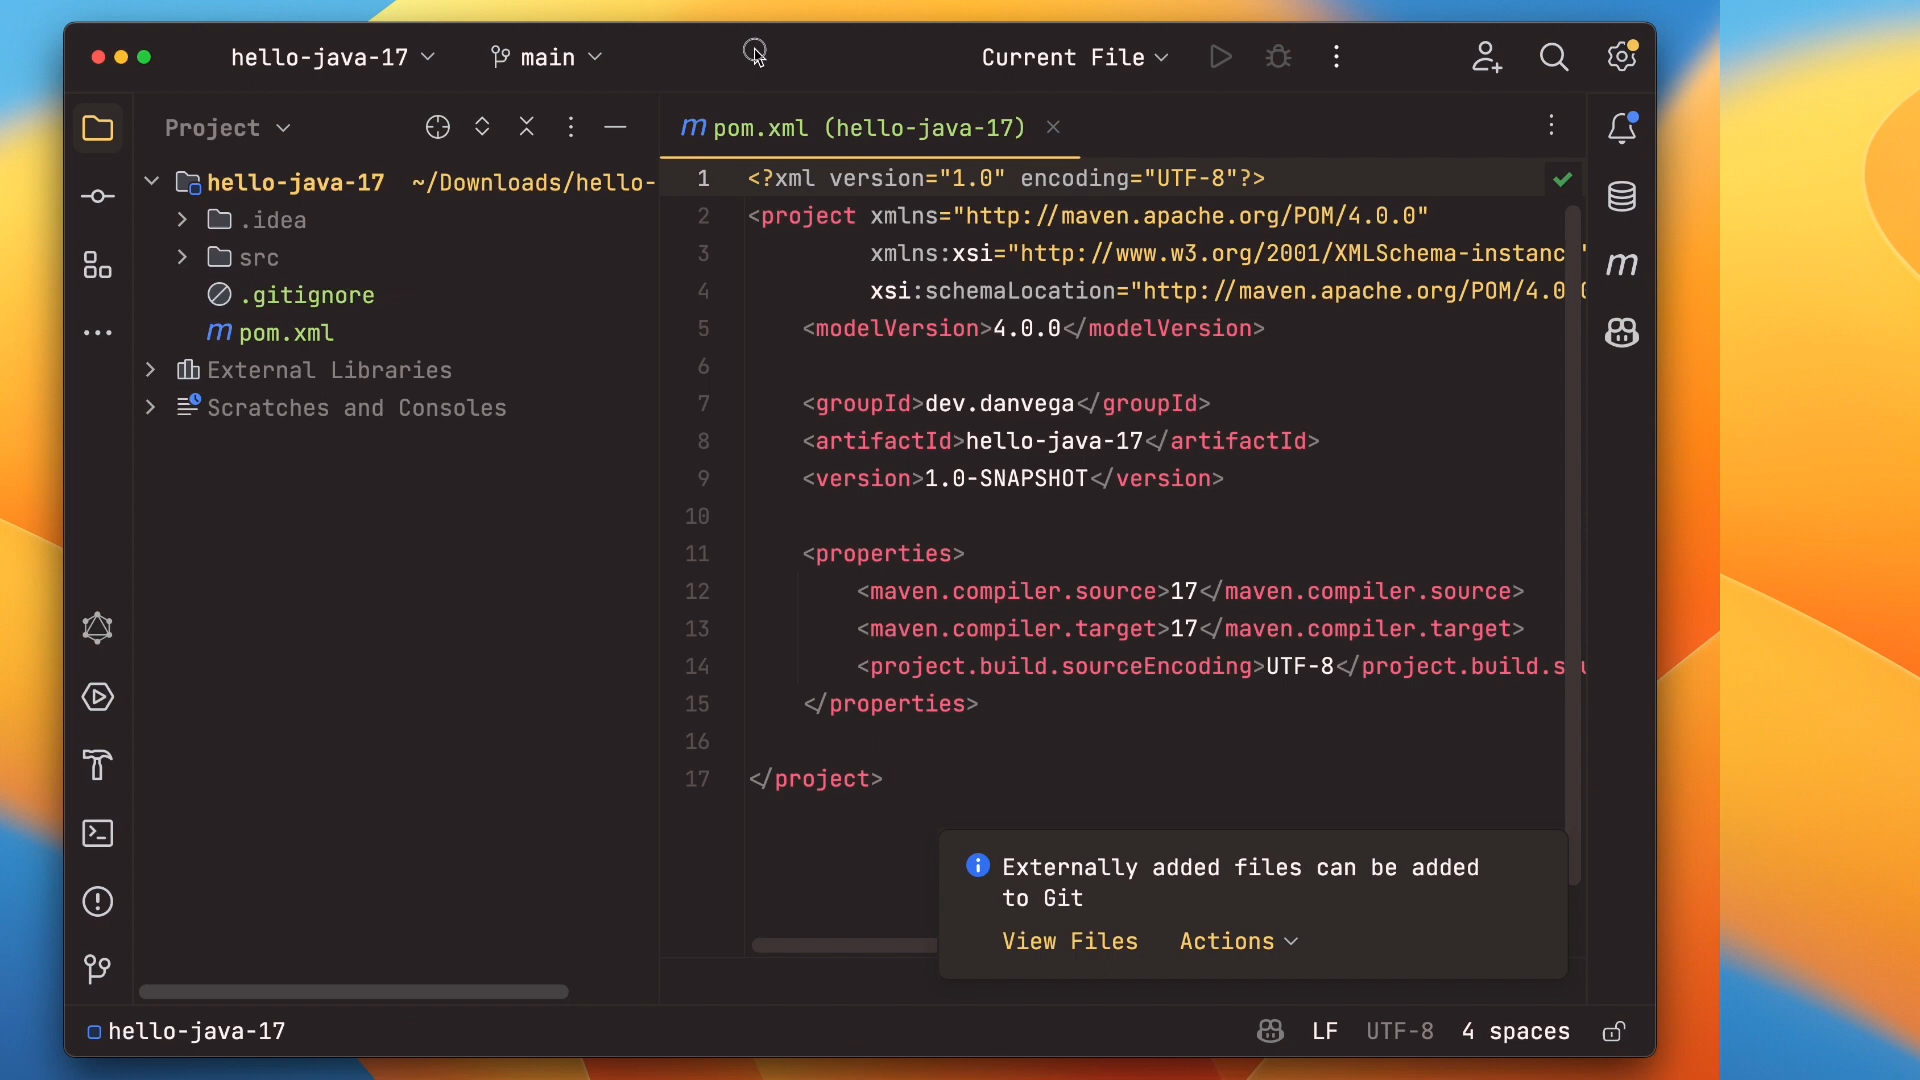 hello-java-17
main
Current File
Project
m pom.xml (hello-java-17)
hello-java-17 ~/Downloads/hello-
.idea
src
.gitignore
m pom.xml
External Libraries
Scratches and Consoles
1 <?xml version="1.0" encoding="UTF-8"?>
2 <project xmlns="http://maven.apache.org/POM/4.0.0"
3 xmlns:xsi="http://www.w3.org/2001/XMLSchema-instance"
4 xsi:schemaLocation="http://maven.apache.org/POM/4.0.0
5 <modelVersion>4.0.0</modelVersion>
6
7 <groupId>dev.danvega</groupId>
8 <artifactId>hello-java-17</artifactId>
9 <version>1.0-SNAPSHOT</version>
10
11 <properties>
12 <maven.compiler.source>17</maven.compiler.source>
13 <maven.compiler.target>17</maven.compiler.target>
14 <project.build.sourceEncoding>UTF-8</project.build.sou
15 </properties>
16
17 </project>
m
Externally added files can be added
to Git
View Files Actions
hello-java-17
LF UTF-8 4 spaces